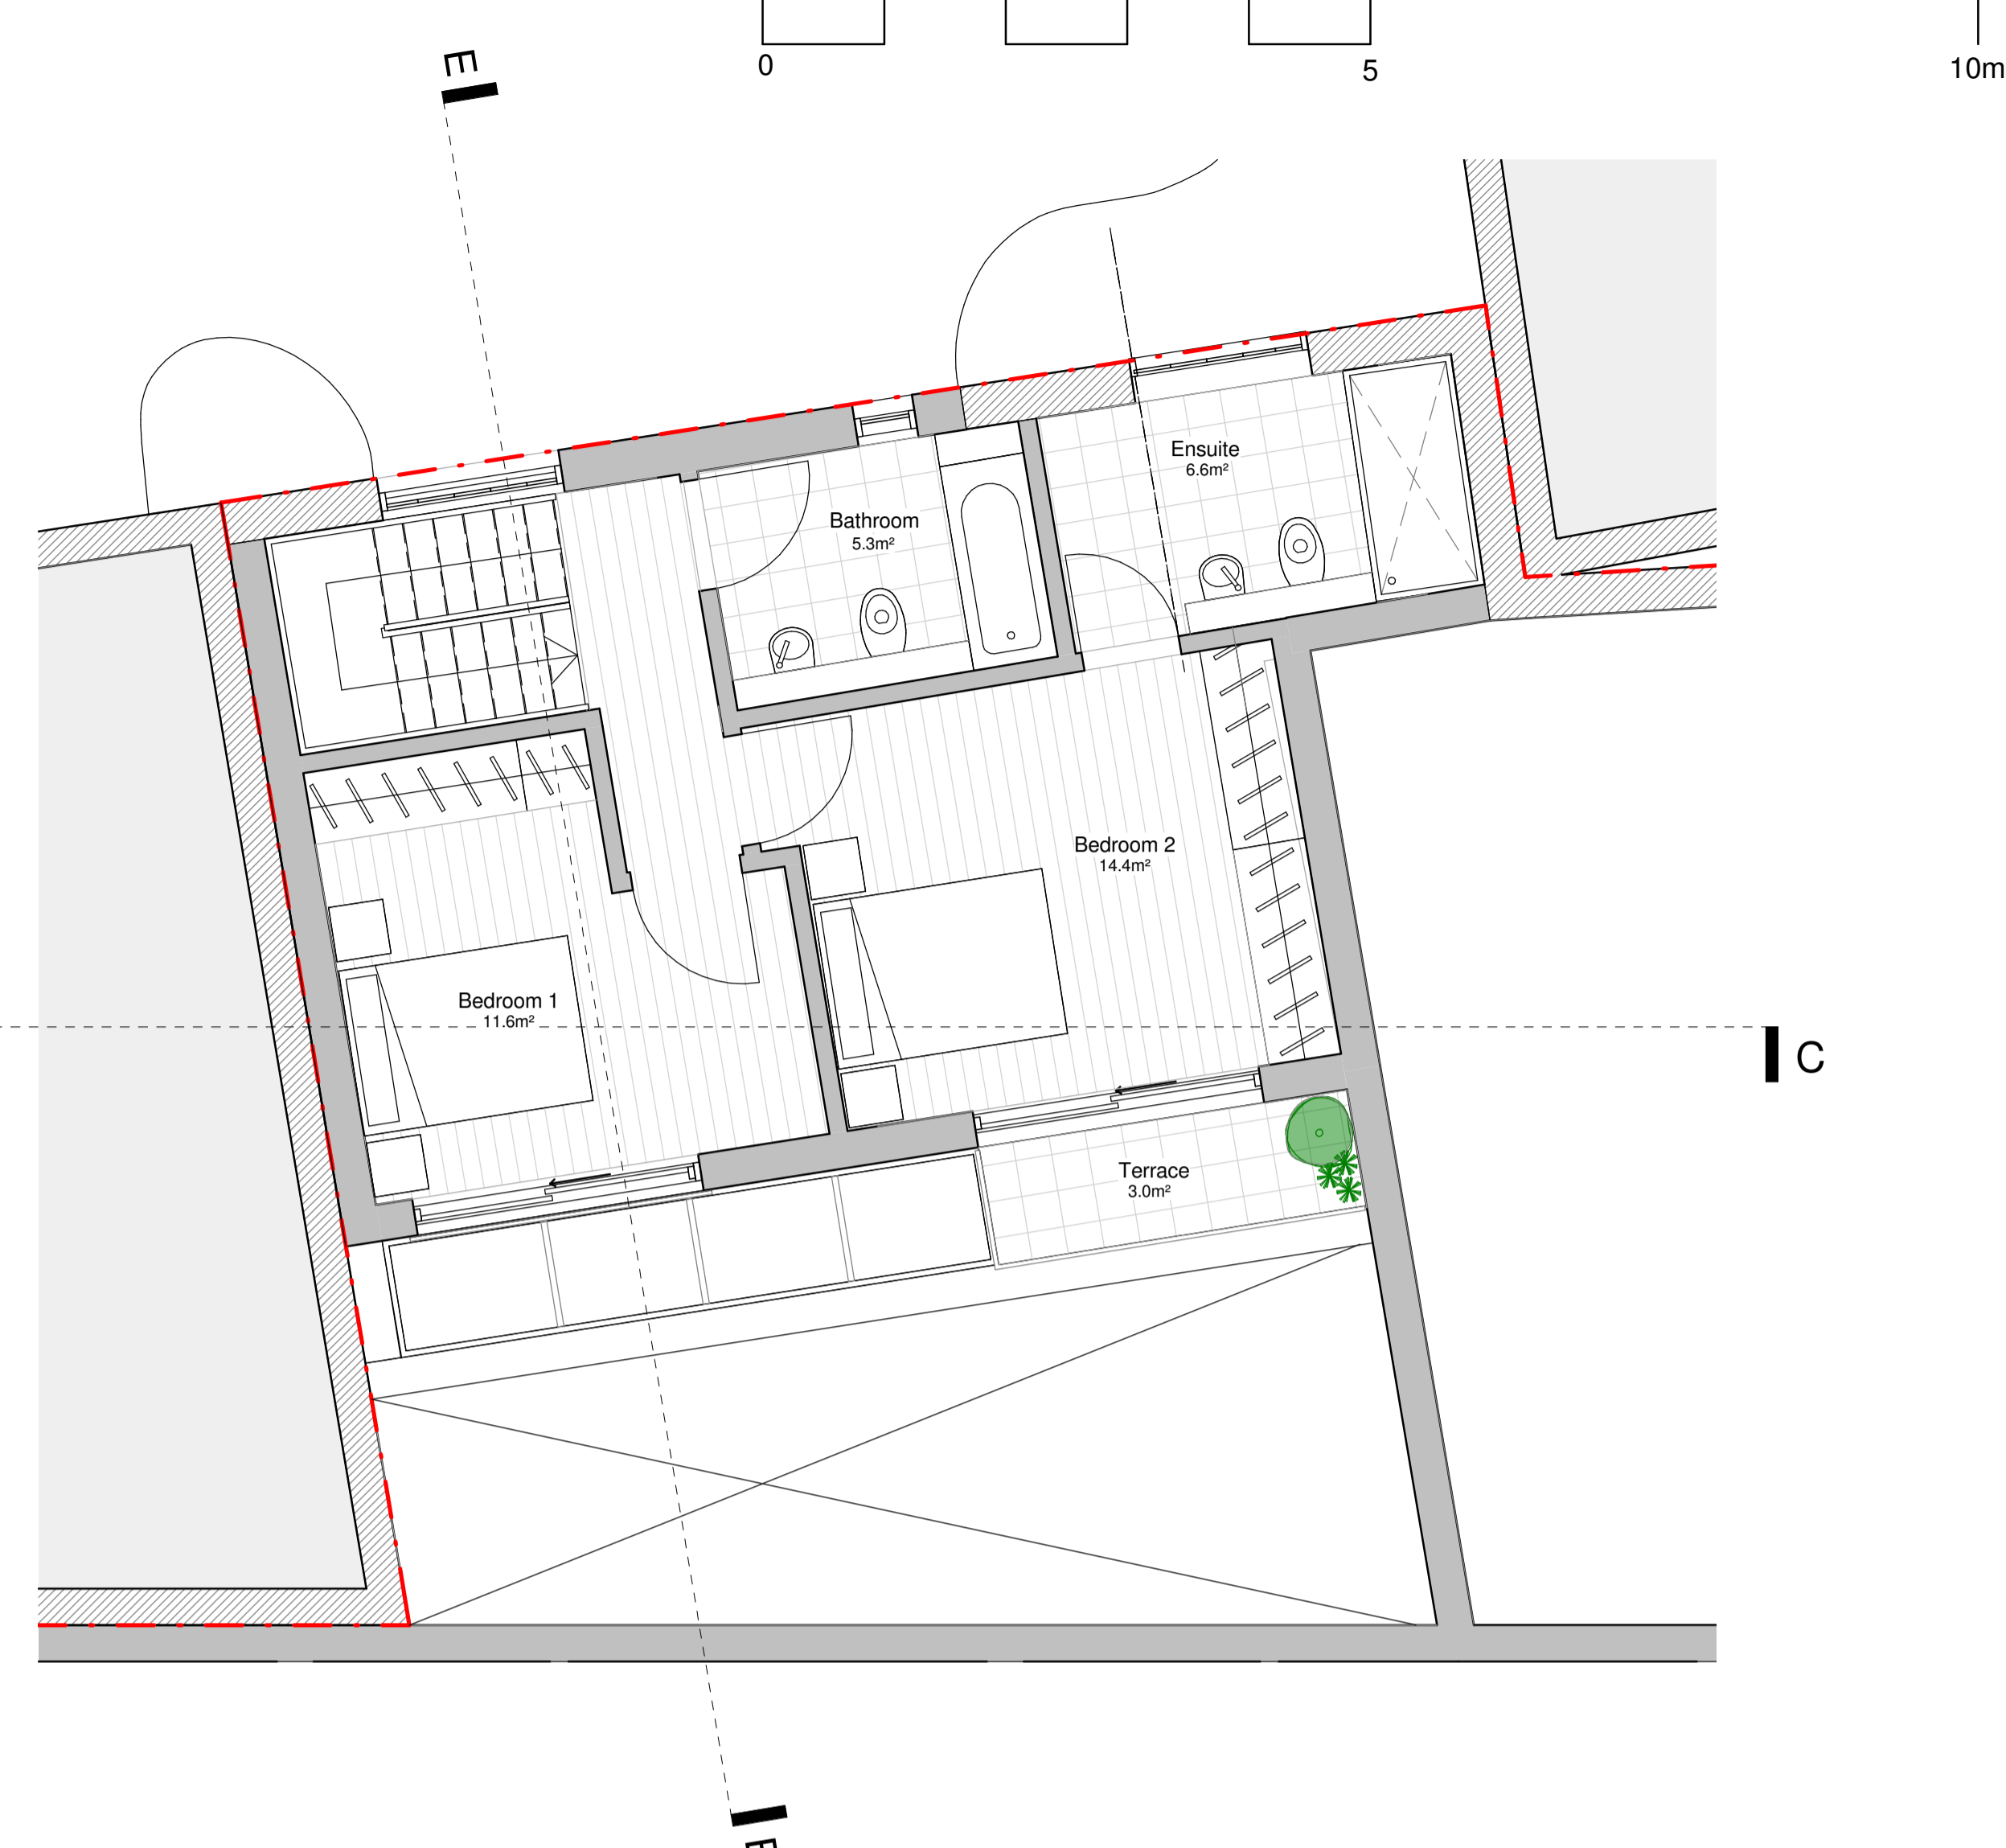 0
5
10m
E
Ensuite
6.6m²
Bathroom
5.3m²
Bedroom 2
14.4m²
Bedroom 1
11.6m²
C
Terrace
3.0m²